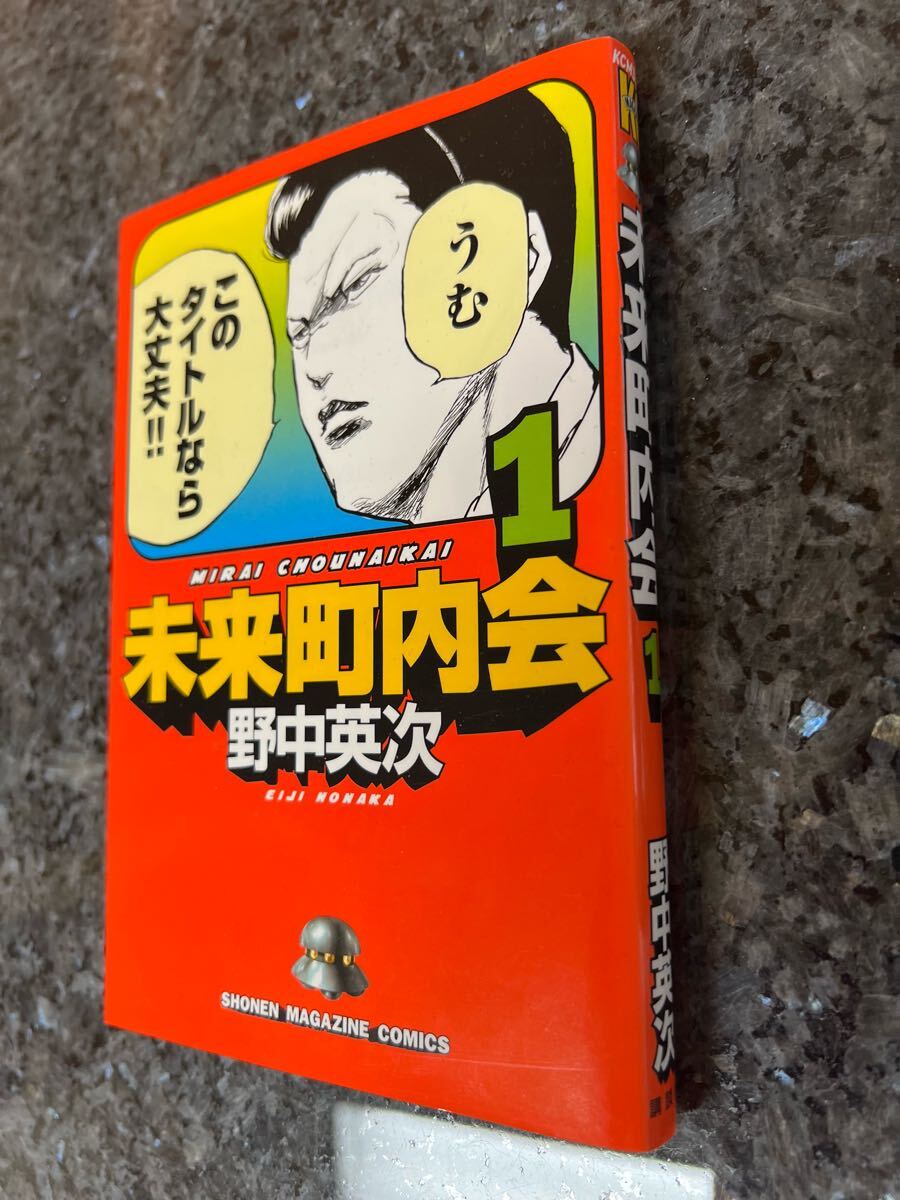 うむ
この
タイトルなら
大丈夫!!
1
MIRAI CHOUNAIKAI
未来町内会
野中英次
EIJI NONAKA
SHONEN MAGAZINE COMICS
未来町内会
1
野中英次